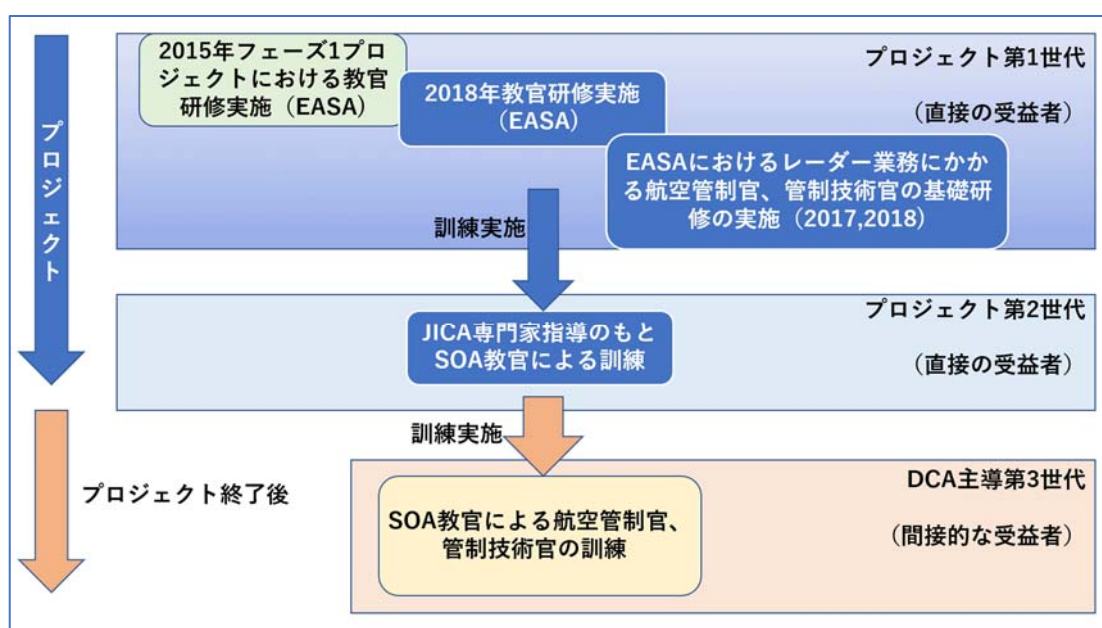 2015年フェーズ1プロ
ジェクトにおける教官
研修実施（EASA）
プロジェクト第1世代
（直接の受益者）
2018年教官研修実施
（EASA）
EASAにおけるレーダー業務にかか
る航空管制官、管制技術官の基礎研
修の実施（2017,2018）
プロジェクト
訓練実施
プロジェクト第2世代
（直接の受益者）
JICA専門家指導のもと
SOA教官による訓練
訓練実施
プロジェクト終了後
DCA主導第3世代
（間接的な受益者）
SOA教官による航空管制官、
管制技術官の訓練